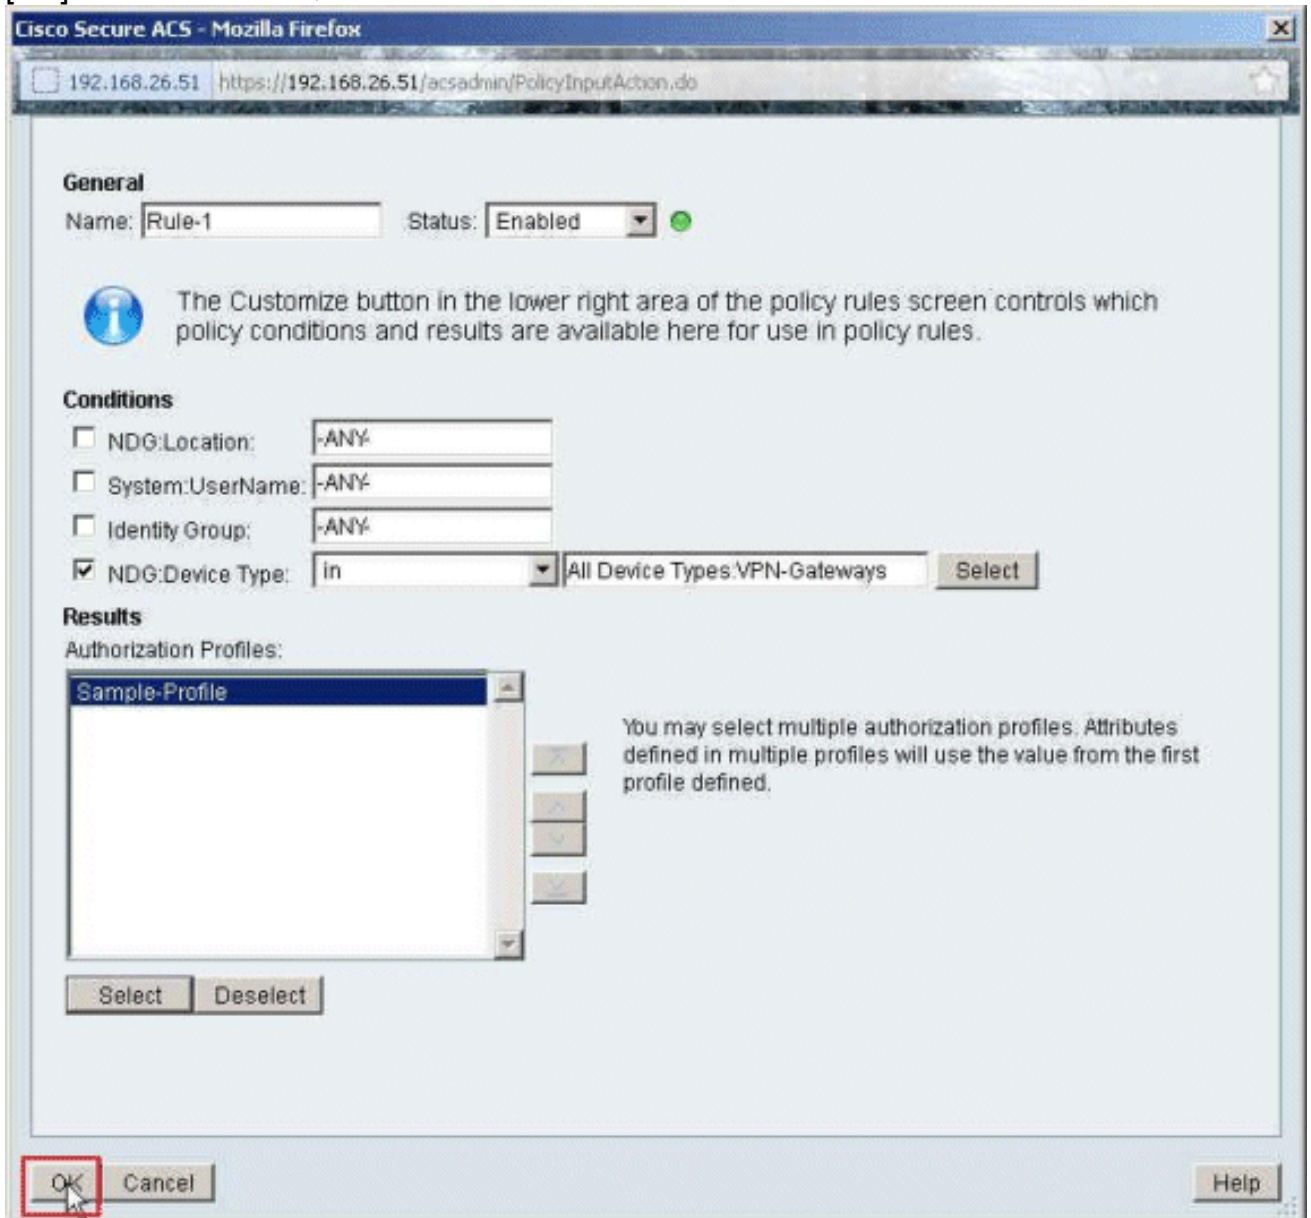 Cisco Secure ACS - Mozilla Firefox
192.168.26.51 https://192.168.26.51/acsadmin/PolicyInputAction.do
General
Name: Rule-1 Status: Enabled
The Customize button in the lower right area of the policy rules screen controls which
policy conditions and results are available here for use in policy rules.
Conditions
NDG:Location: -ANY-
System:UserName: -ANY-
Identity Group: -ANY-
NDG:Device Type: in All Device Types:VPN-Gateways Select
Results
Authorization Profiles:
Sample-Profile
You may select multiple authorization profiles. Attributes
defined in multiple profiles will use the value from the first
profile defined.
Select Deselect
OK Cancel Help